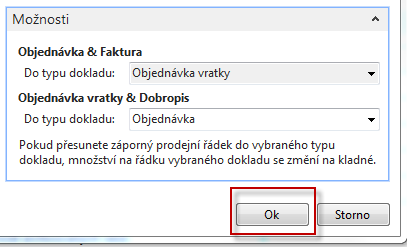 Možnosti
Objednávka & Faktura
Do typu dokladu: Objednávka vratky
Objednávka vratky & Dobropis
Do typu dokladu: Objednávka
Pokud přesunete záporný prodejní řádek do vybraného typu
dokladu, množství na řádku vybraného dokladu se změní na kladné.
Ok Storno